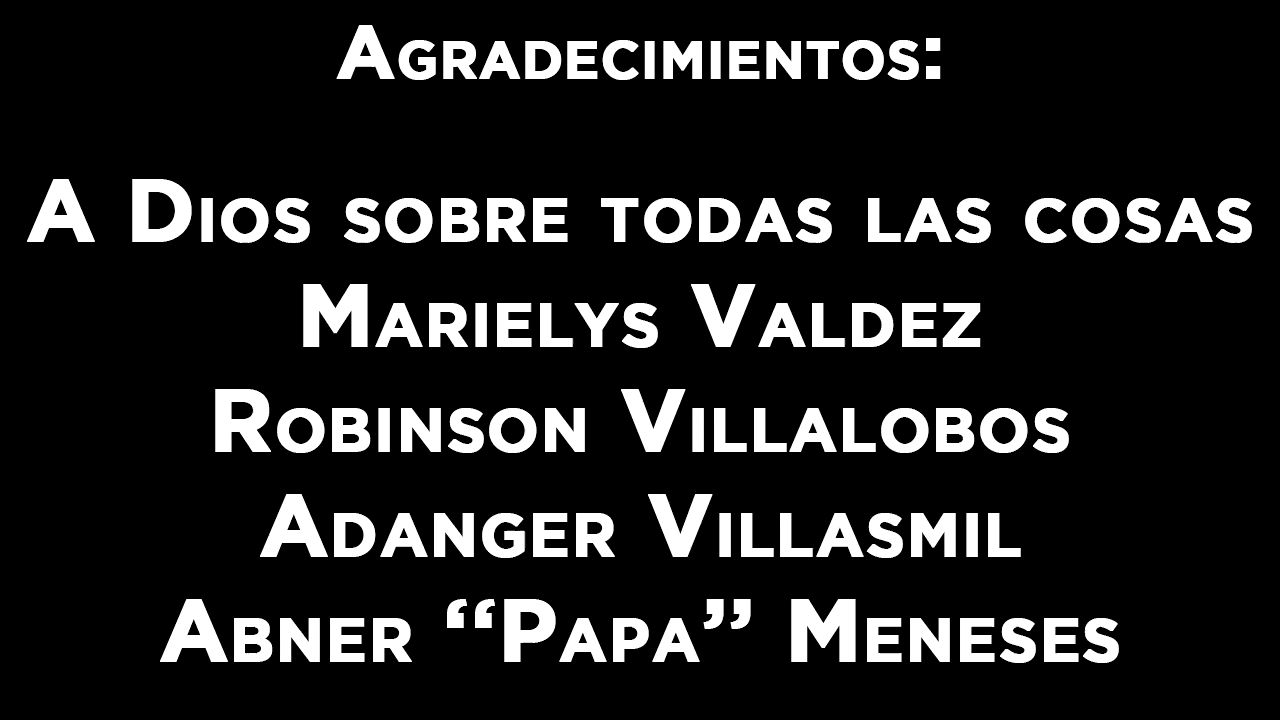 Agradecimientos:
A Dios sobre todas las cosas
Marielys Valdez
Robinson Villalobos
Adanger Villasmil
Abner “Papa” Meneses